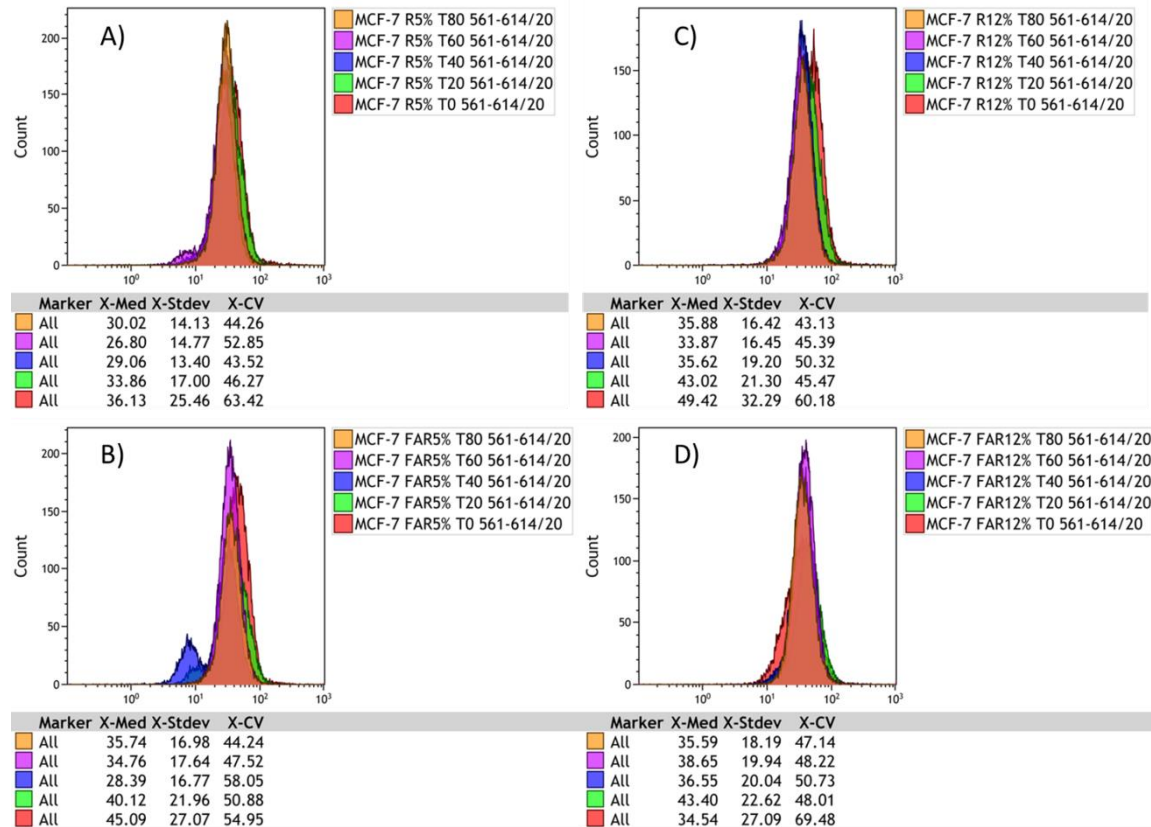 A)
200
150
100
50
0
Count
10⁰ 10¹ 10² 10³
MCF-7 R5% T80 561-614/20
MCF-7 R5% T60 561-614/20
MCF-7 R5% T40 561-614/20
MCF-7 R5% T20 561-614/20
MCF-7 R5% T0 561-614/20
Marker X-Med X-Stdev X-CV
All 30.02 14.13 44.26
All 26.80 14.77 52.85
All 29.06 13.40 43.52
All 33.86 17.00 46.27
All 36.13 25.46 63.42
C)
150
100
50
0
Count
10⁰ 10¹ 10² 10³
MCF-7 R12% T80 561-614/20
MCF-7 R12% T60 561-614/20
MCF-7 R12% T40 561-614/20
MCF-7 R12% T20 561-614/20
MCF-7 R12% T0 561-614/20
Marker X-Med X-Stdev X-CV
All 35.88 16.42 43.13
All 33.87 16.45 45.39
All 35.62 19.20 50.32
All 43.02 21.30 45.47
All 49.42 32.29 60.18
B)
200
150
100
50
0
Count
10⁰ 10¹ 10² 10³
MCF-7 FAR5% T80 561-614/20
MCF-7 FAR5% T60 561-614/20
MCF-7 FAR5% T40 561-614/20
MCF-7 FAR5% T20 561-614/20
MCF-7 FAR5% T0 561-614/20
Marker X-Med X-Stdev X-CV
All 35.74 16.98 44.24
All 34.76 17.64 47.52
All 28.39 16.77 58.05
All 40.12 21.96 50.88
All 45.09 27.07 54.95
D)
200
150
100
50
0
Count
10⁰ 10¹ 10² 10³
MCF-7 FAR12% T80 561-614/20
MCF-7 FAR12% T60 561-614/20
MCF-7 FAR12% T40 561-614/20
MCF-7 FAR12% T20 561-614/20
MCF-7 FAR12% T0 561-614/20
Marker X-Med X-Stdev X-CV
All 35.59 18.19 47.14
All 38.65 19.94 48.22
All 36.55 20.04 50.73
All 43.40 22.62 48.01
All 34.54 27.09 69.48